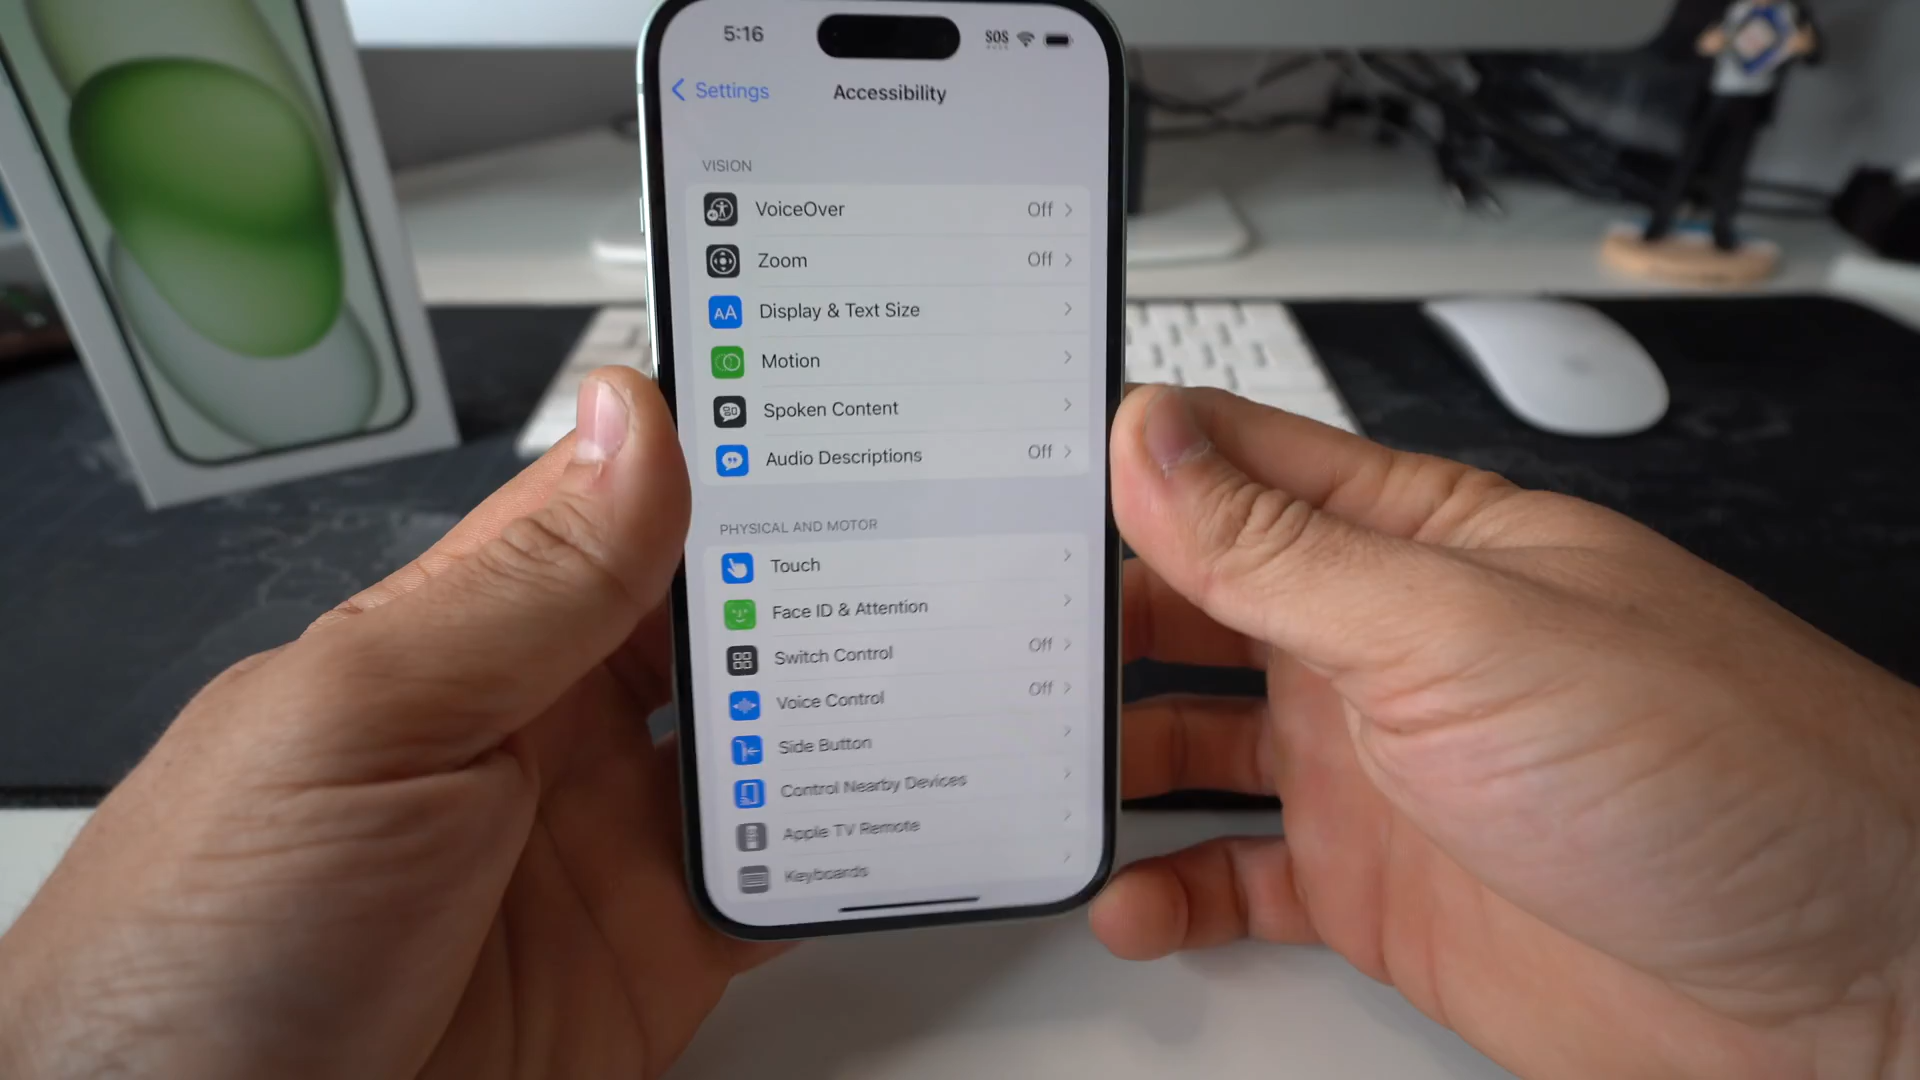 5:16 SOS
Settings Accessibility
VISION
VoiceOver Off
Zoom Off
AA Display & Text Size
Motion
Spoken Content
Audio Descriptions Off
PHYSICAL AND MOTOR
Touch
Face ID & Attention
Switch Control Off
Voice Control Off
Side Button
Control Nearby Devices
Apple TV Remote
Keyboards